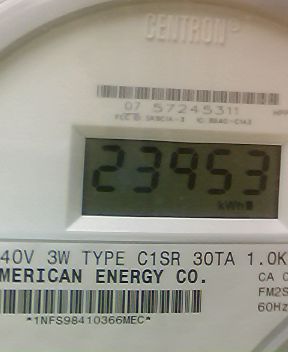 CENTRON
07 57245311
23953
kWh
40V 3W TYPE C1SR 30TA 1.0K
MERICAN ENERGY CO.
CA
FM2S
60Hz
*1NFS98410366MEC*